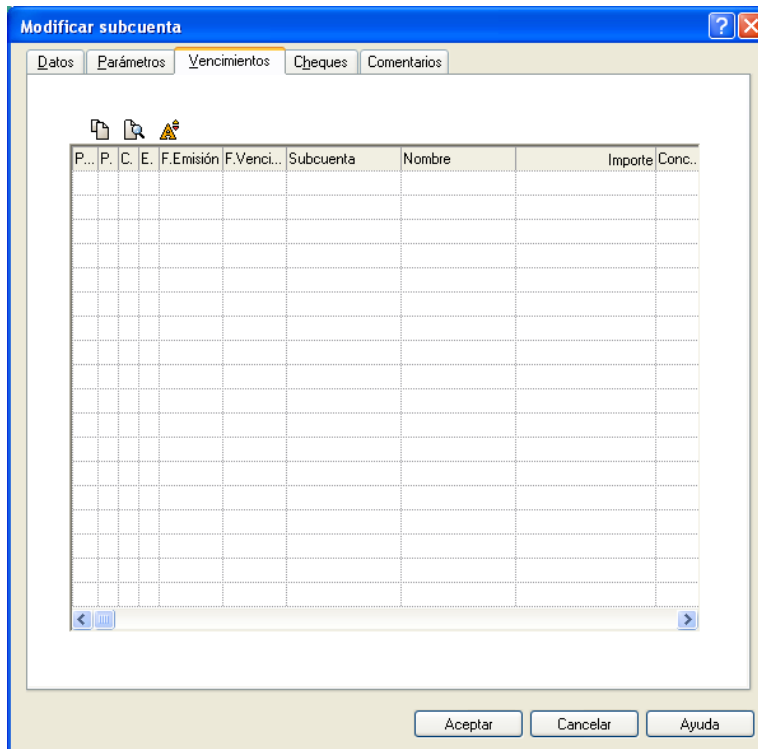 Modificar subcuenta
Datos Parámetros Vencimientos Cheques Comentarios
P... P. C. E. F.Emisión F.Venci... Subcuenta Nombre Importe Conc..
Aceptar Cancelar Ayuda